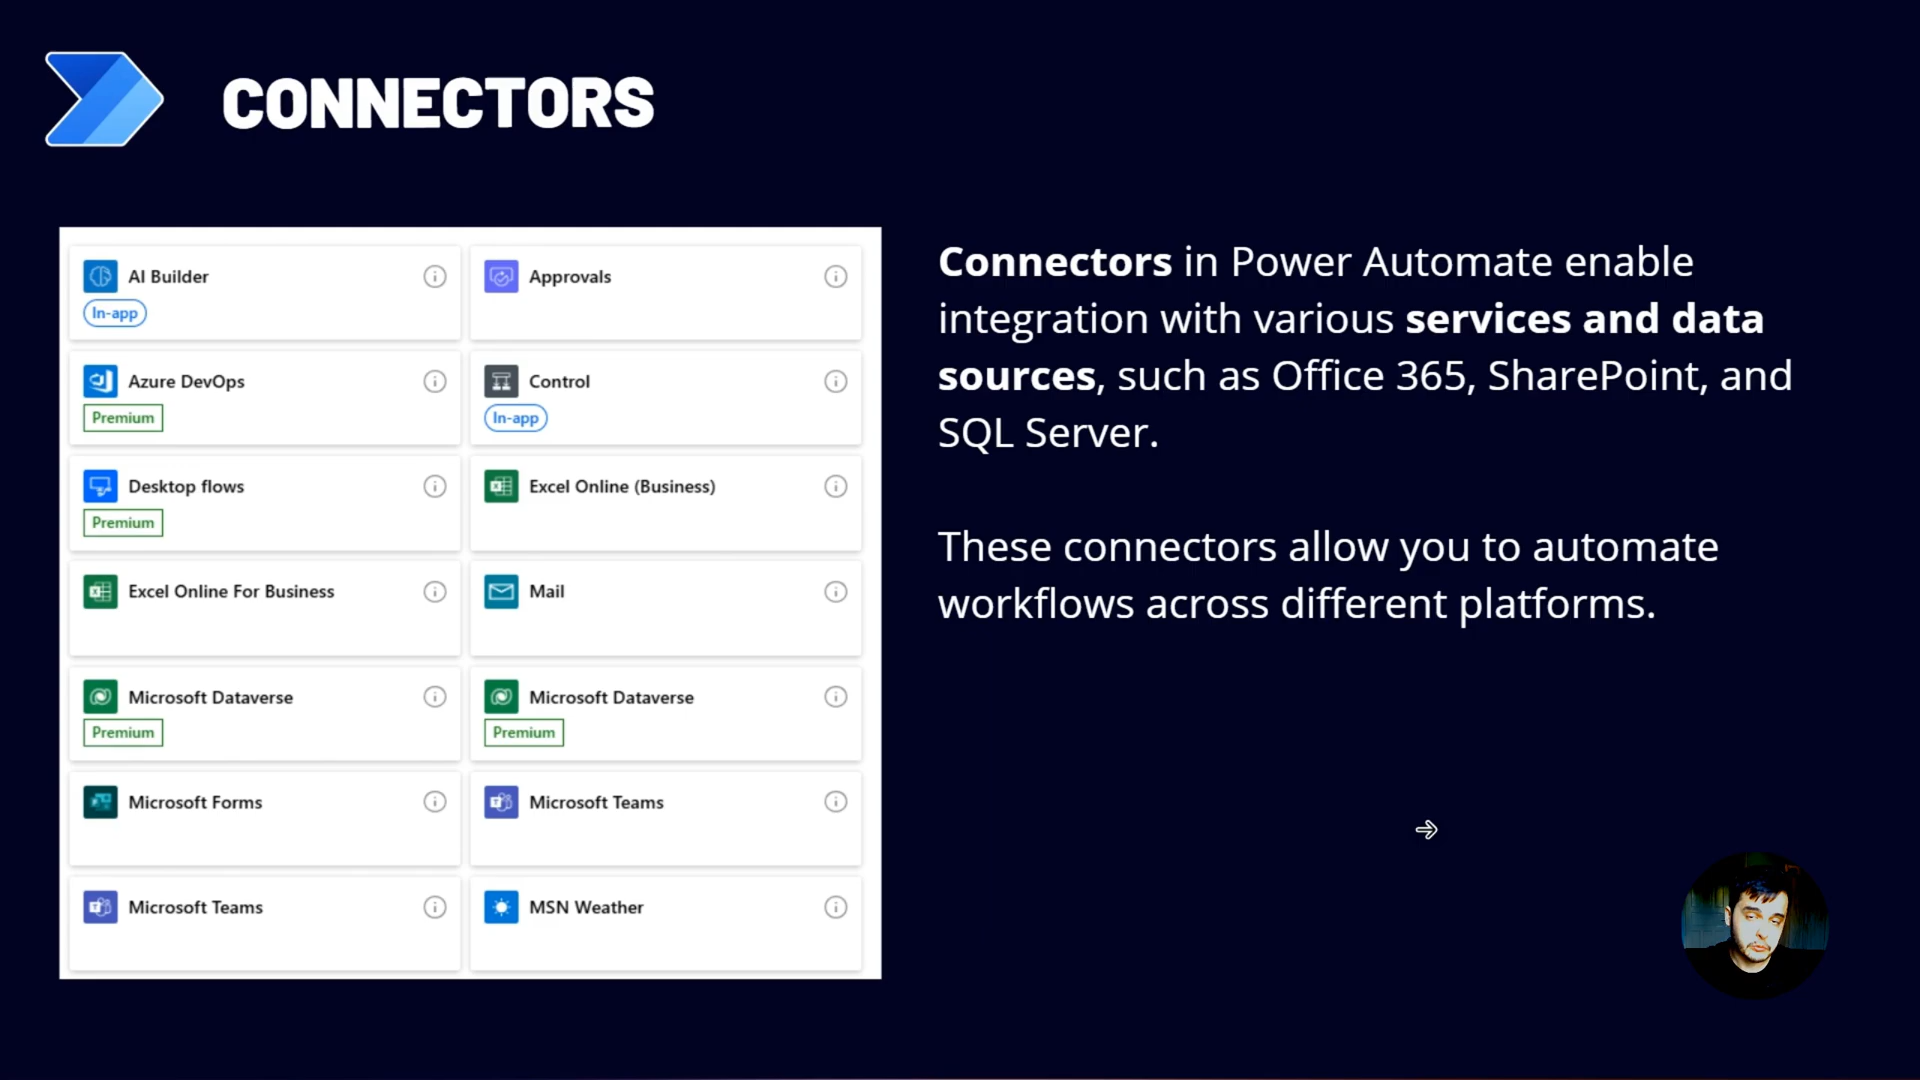 CONNECTORS
AI Builder
In-app
Approvals
Azure DevOps
Premium
Control
In-app
Desktop flows
Premium
Excel Online (Business)
Excel Online For Business
Mail
Microsoft Dataverse
Premium
Microsoft Dataverse
Premium
Microsoft Forms
Microsoft Teams
Microsoft Teams
MSN Weather
Connectors in Power Automate enable
integration with various services and data
sources, such as Office 365, SharePoint, and
SQL Server.
These connectors allow you to automate
workflows across different platforms.